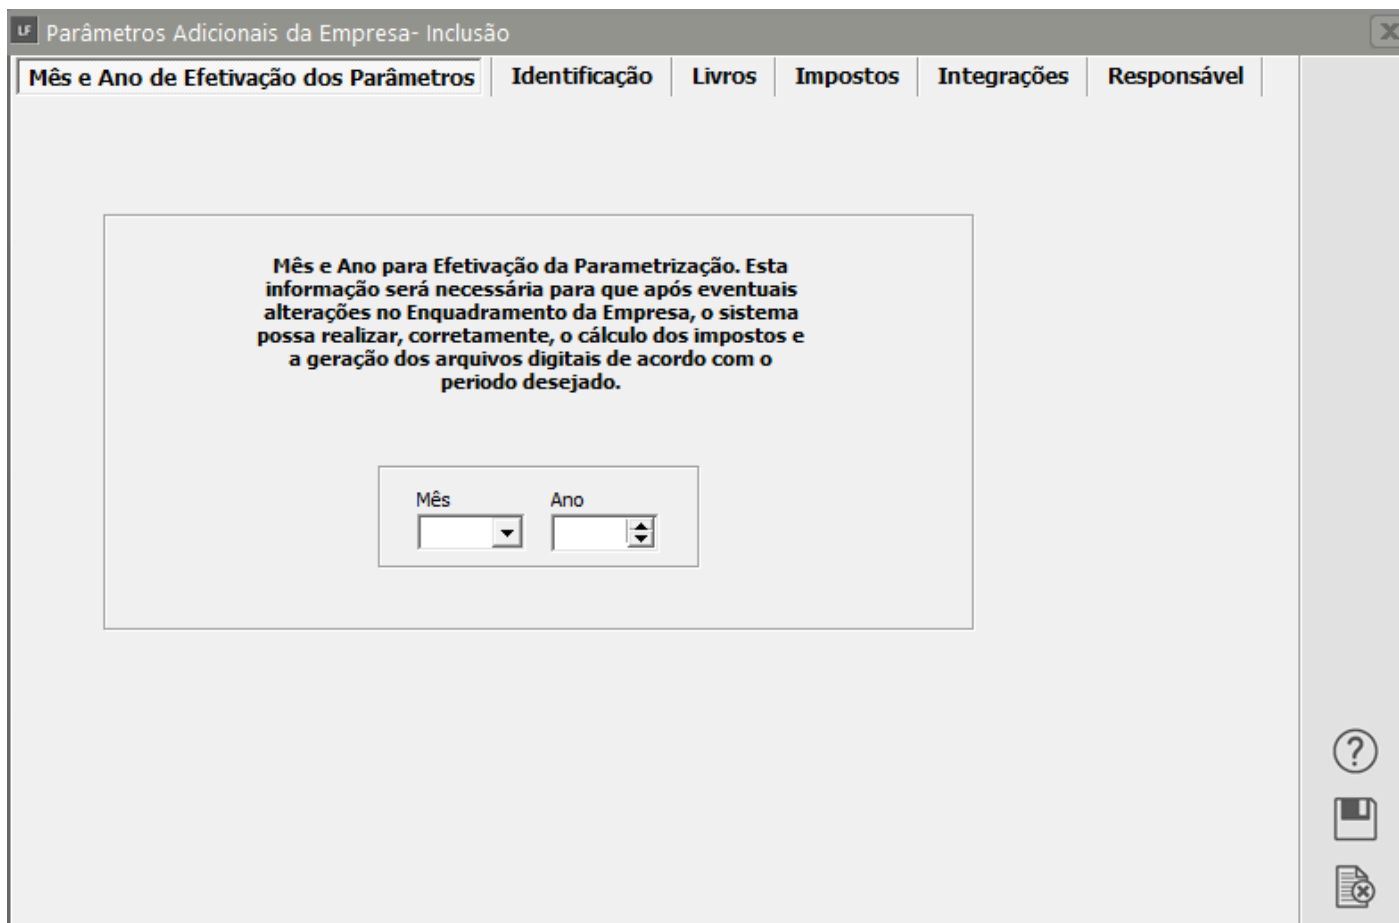 LF Parâmetros Adicionais da Empresa- Inclusão
Mês e Ano de Efetivação dos Parâmetros Identificação Livros Impostos Integrações Responsável
Mês e Ano para Efetivação da Parametrização. Esta
informação será necessária para que após eventuais
alterações no Enquadramento da Empresa, o sistema
possa realizar, corretamente, o cálculo dos impostos e
a geração dos arquivos digitais de acordo com o
periodo desejado.
Mês Ano